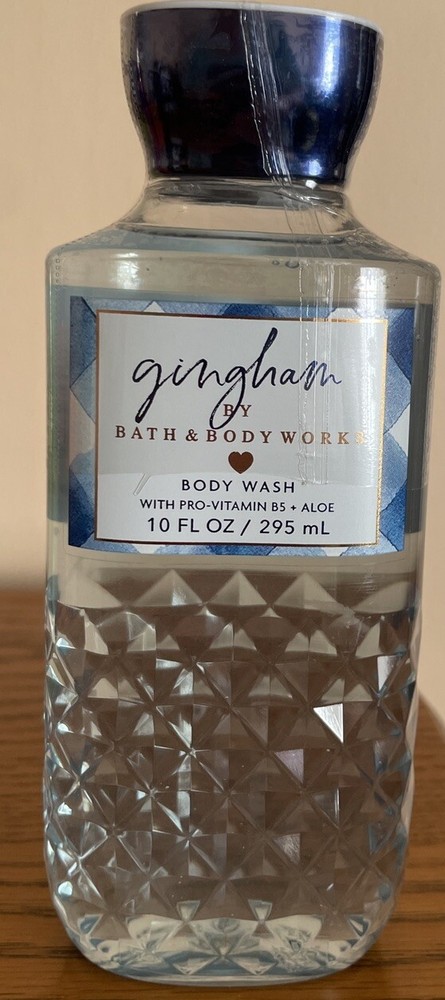 gingham
BY
BATH & BODY WORKS
BODY WASH
WITH PRO-VITAMIN B5 + ALOE
10 FL OZ / 295 mL